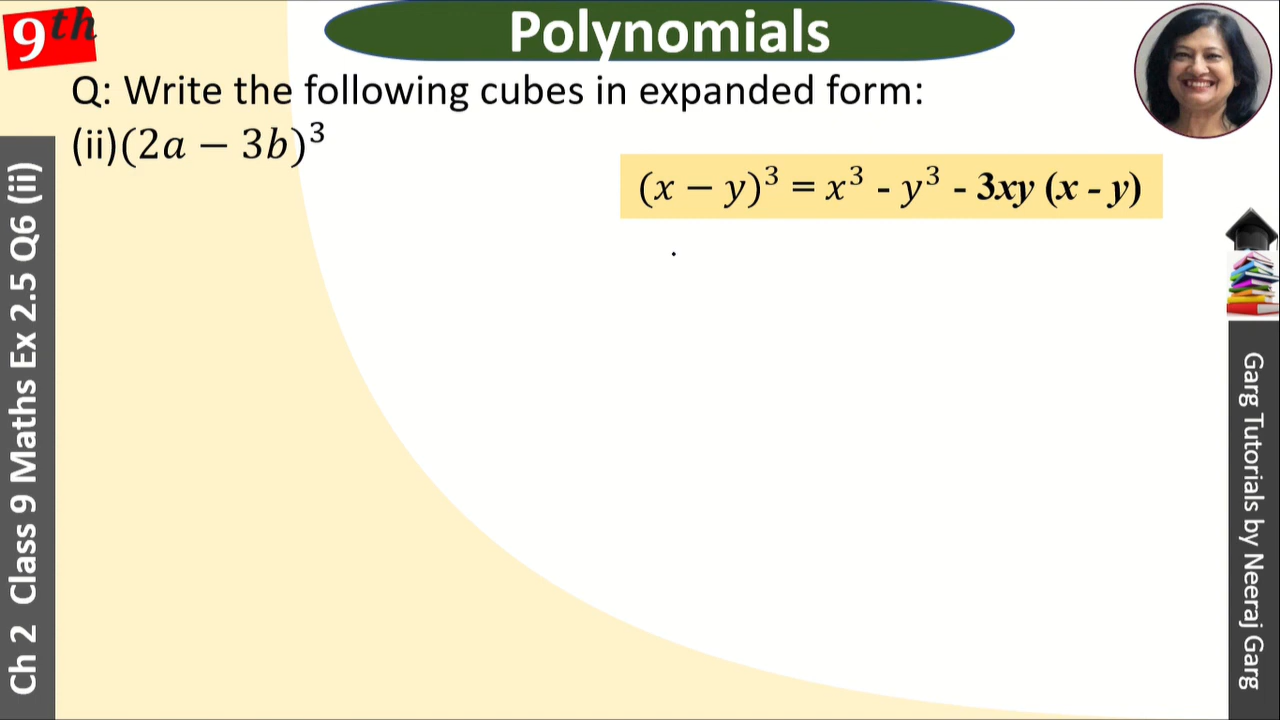 9th
Polynomials
Q: Write the following cubes in expanded form:
(ii)(2a − 3b)³
(x − y)³ = x³ - y³ - 3xy (x - y)
.
Ch 2 Class 9 Maths Ex 2.5 Q6 (ii)
Garg Tutorials by Neeraj Garg